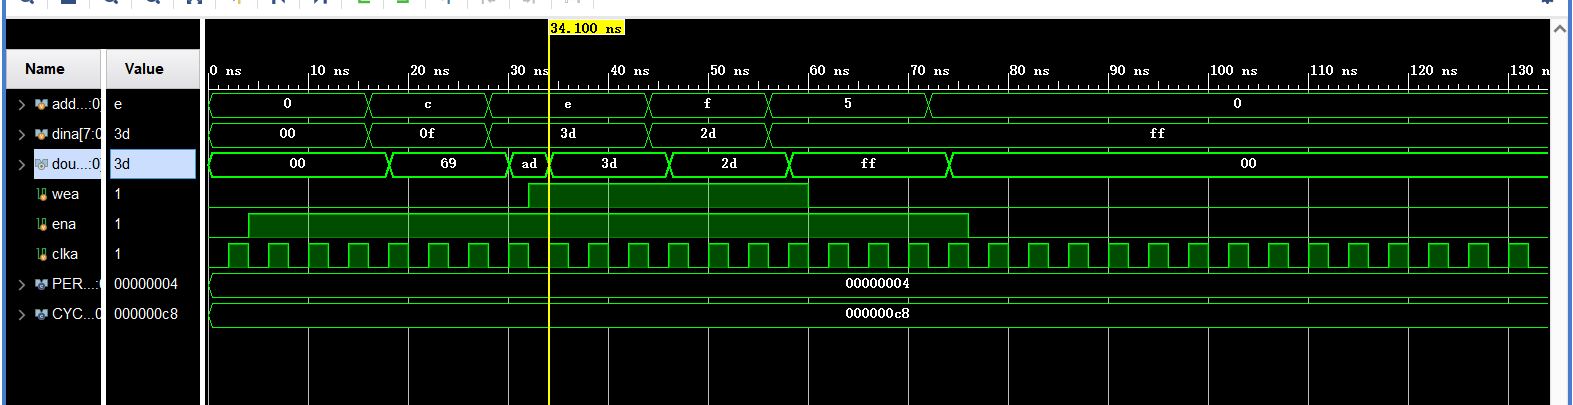 34.100 ns
Name Value 0 ns 10 ns 20 ns 30 ns 40 ns 50 ns 60 ns 70 ns 80 ns 90 ns 100 ns 110 ns 120 ns 130 n
add...:0] e 0 c e f 5 0
dina[7:0 3d 00 0f 3d 2d ff
dou....:0] 3d 00 69 ad 3d 2d ff 00
wea 1
ena 1
clka 1
PER...:0 00000004 00000004
CYC...0 000000c8 000000c8